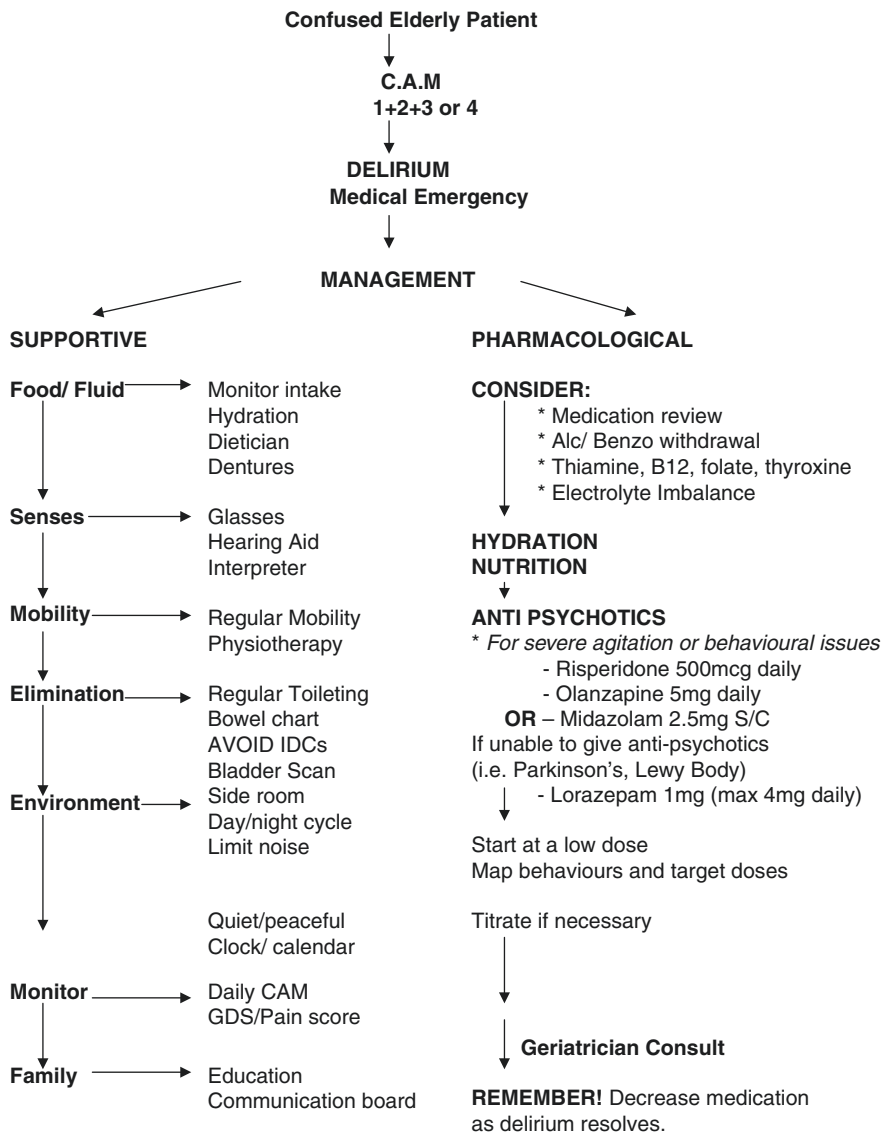 Confused Elderly Patient
C.A.M
1+2+3 or 4
DELIRIUM
Medical Emergency
MANAGEMENT
SUPPORTIVE
Food/ Fluid
Monitor intake
Hydration
Dietician
Dentures
Senses
Glasses
Hearing Aid
Interpreter
Mobility
Regular Mobility
Physiotherapy
Elimination
Regular Toileting
Bowel chart
AVOID IDCs
Bladder Scan
Environment
Side room
Day/night cycle
Limit noise
Quiet/peaceful
Clock/ calendar
Monitor
Daily CAM
GDS/Pain score
Family
Education
Communication board
PHARMACOLOGICAL
CONSIDER:
* Medication review
* Alc/ Benzo withdrawal
* Thiamine, B12, folate, thyroxine
* Electrolyte Imbalance
HYDRATION
NUTRITION
ANTI PSYCHOTICS
* For severe agitation or behavioural issues
- Risperidone 500mcg daily
- Olanzapine 5mg daily
OR – Midazolam 2.5mg S/C
If unable to give anti-psychotics
(i.e. Parkinson's, Lewy Body)
- Lorazepam 1mg (max 4mg daily)
Start at a low dose
Map behaviours and target doses
Titrate if necessary
Geriatrician Consult
REMEMBER! Decrease medication
as delirium resolves.